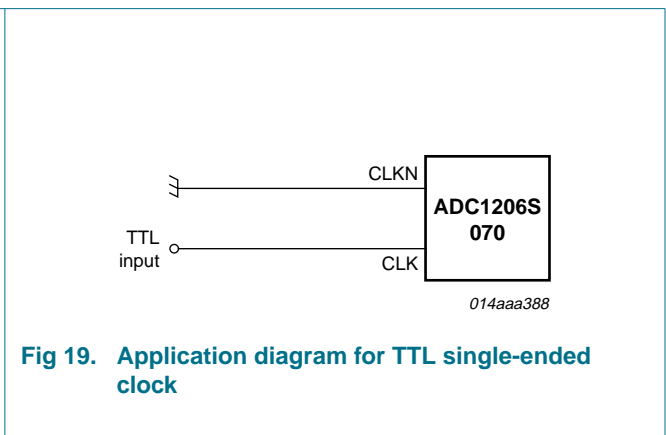 CLKN
ADC1206S
070
TTL
input
CLK
014aaa388
Fig 19. Application diagram for TTL single-ended
clock